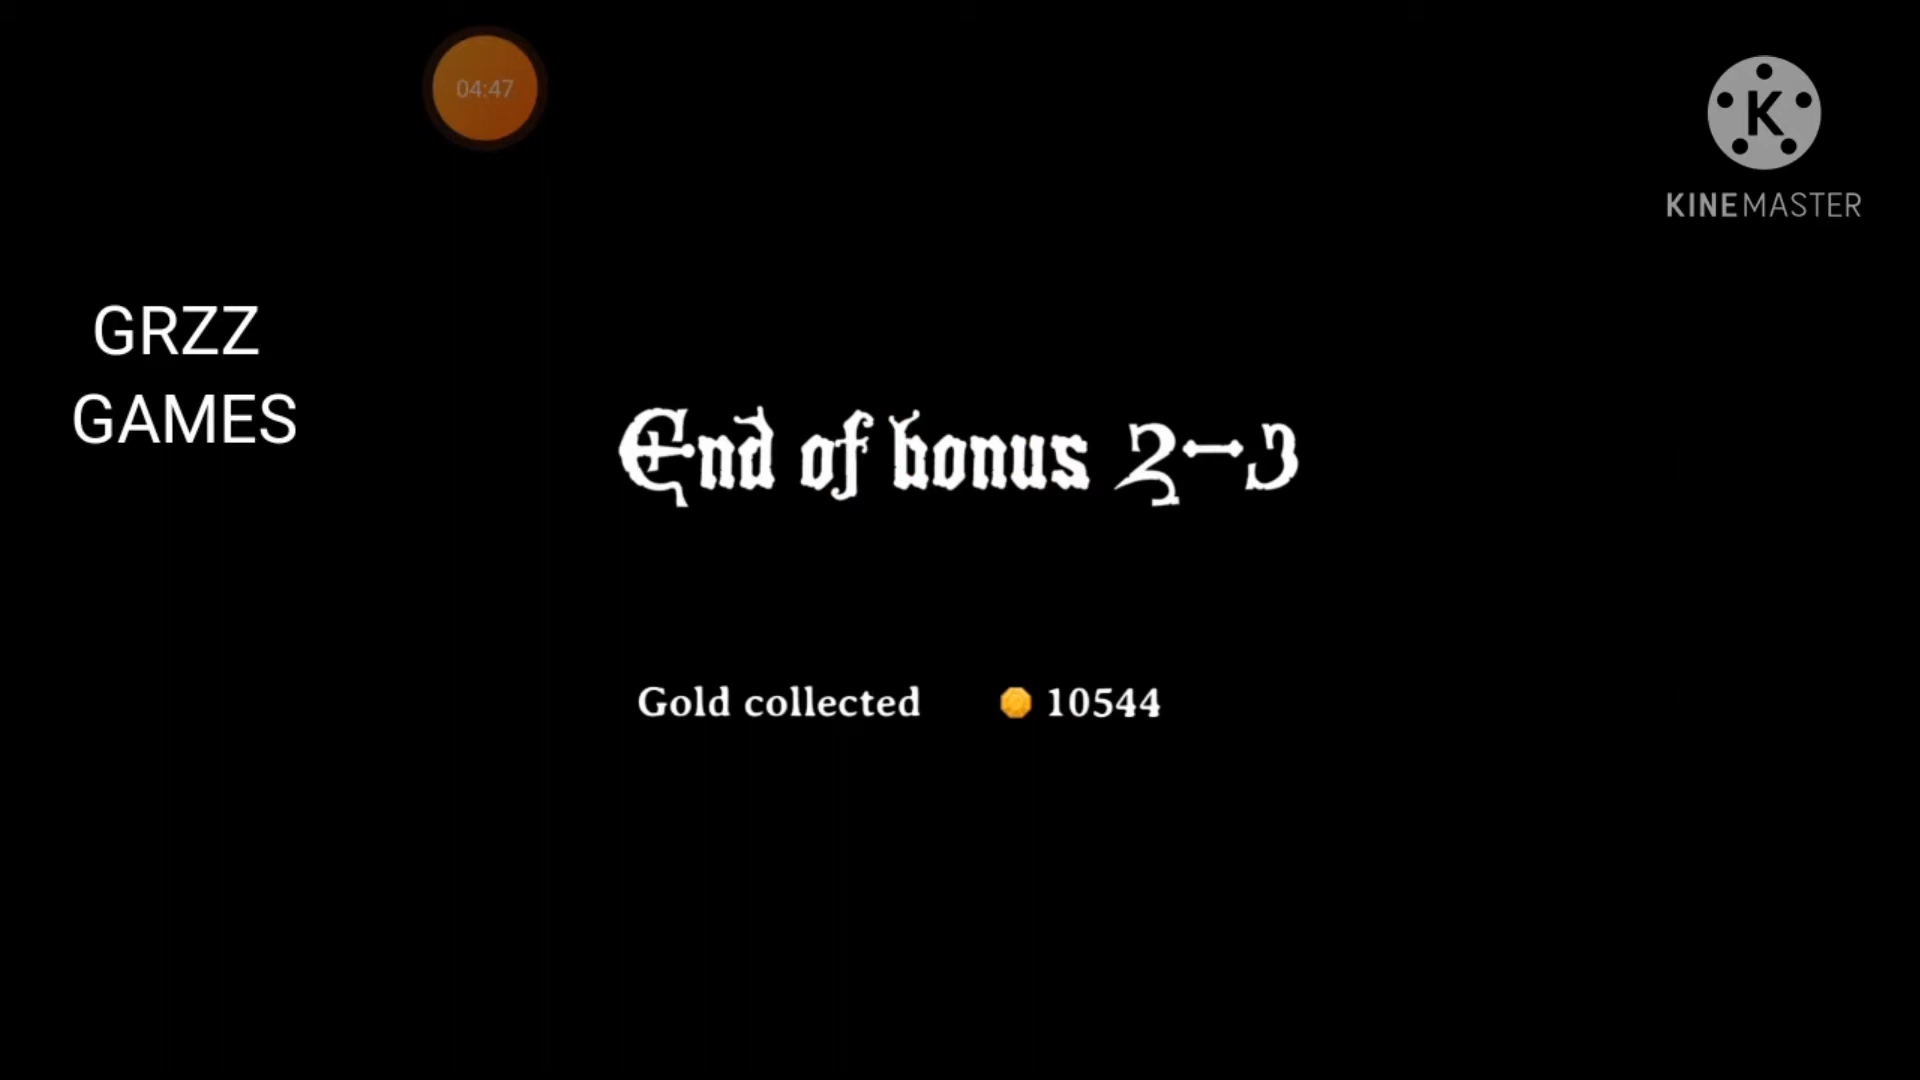 04:47
K
KINEMASTER
GRZZ
GAMES
End of bonus 2-3
Gold collected 10544